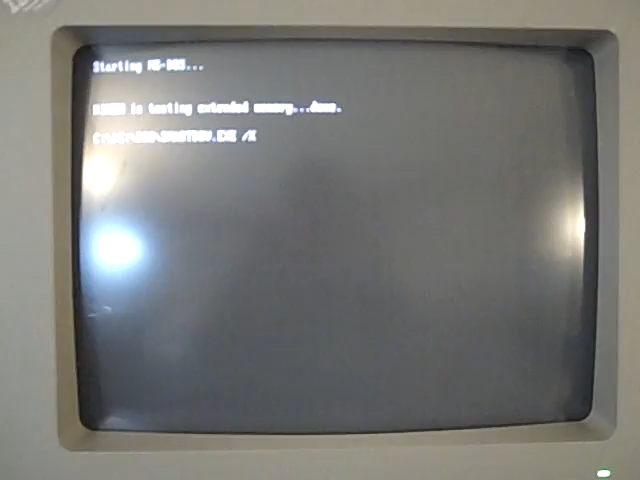 Starting MS-DOS...
HIMEM is testing extended memory...done.
C:\>C:\DOS\SMARTDRV.EXE /X